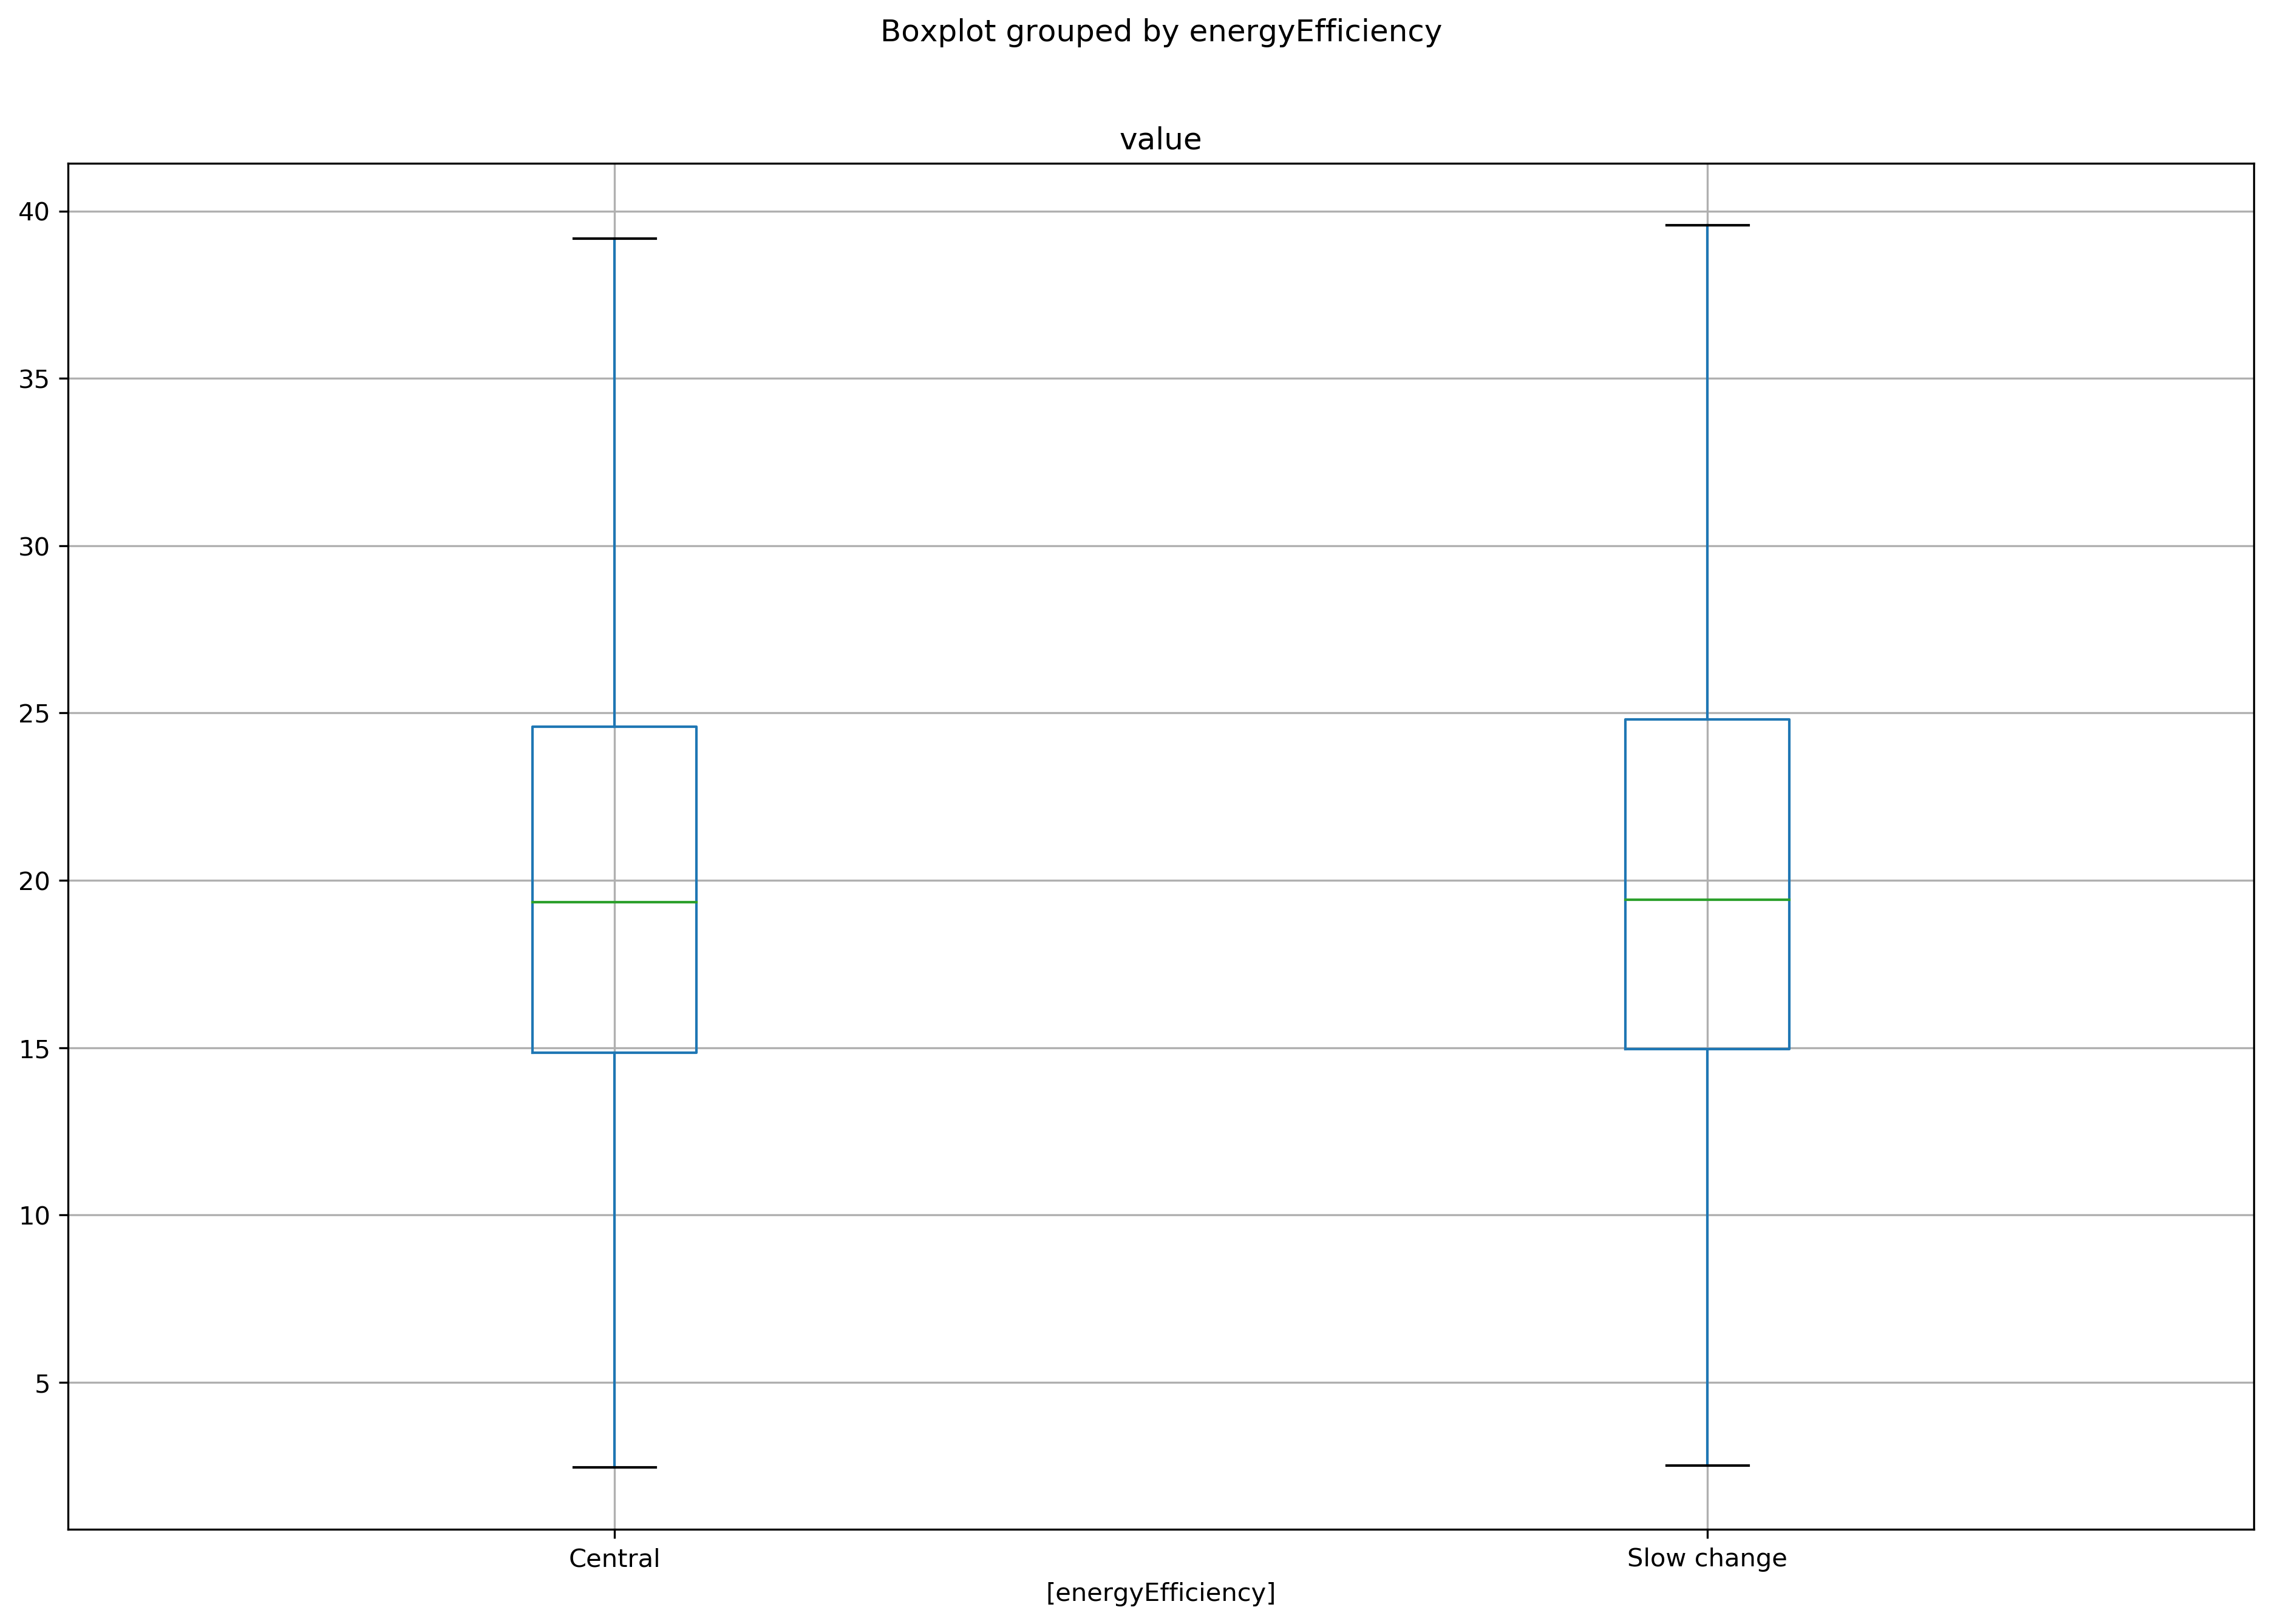 Boxplot grouped by energyEfficiency
value
40
35
30
25
20
15
10
5
Central
Slow change
[energyEfficiency]